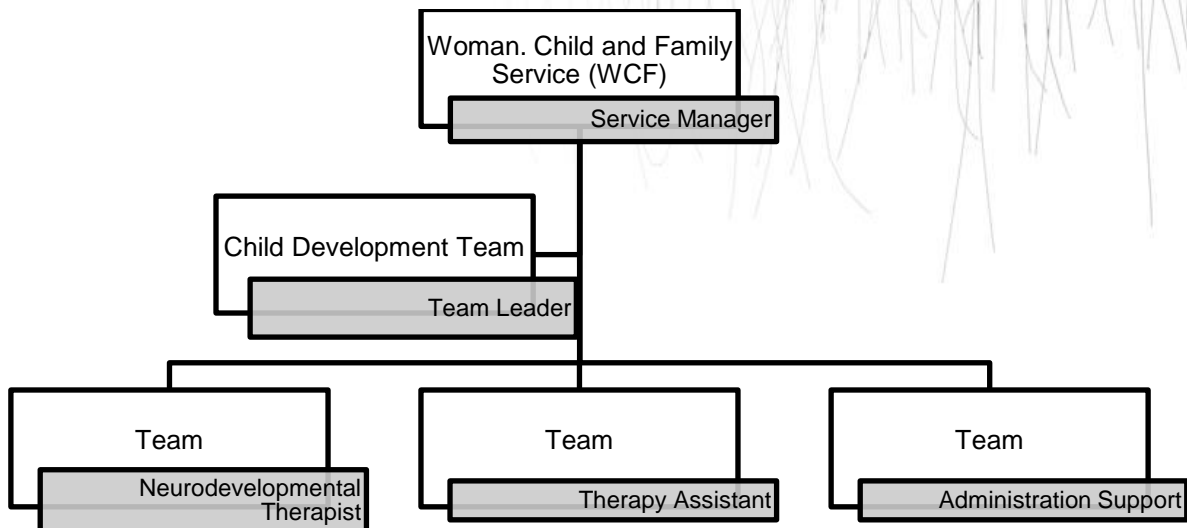 Woman. Child and Family
Service (WCF)
Service Manager
Child Development Team
Team Leader
Team
Neurodevelopmental
Therapist
Team
Therapy Assistant
Team
Administration Support